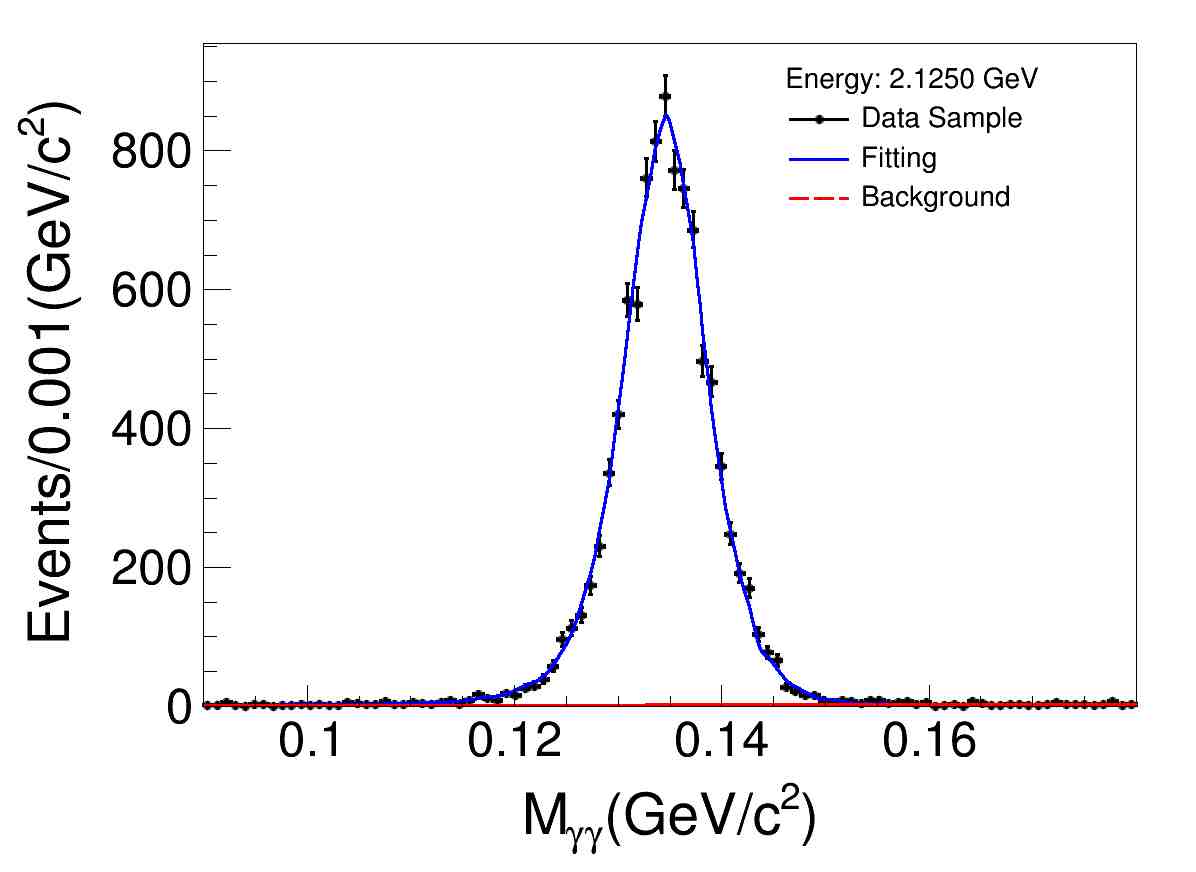 Events/0.001(GeV/c²)
800
600
400
200
0
Energy: 2.1250 GeV
Data Sample
Fitting
Background
0.1 0.12 0.14 0.16
Mγγ(GeV/c²)